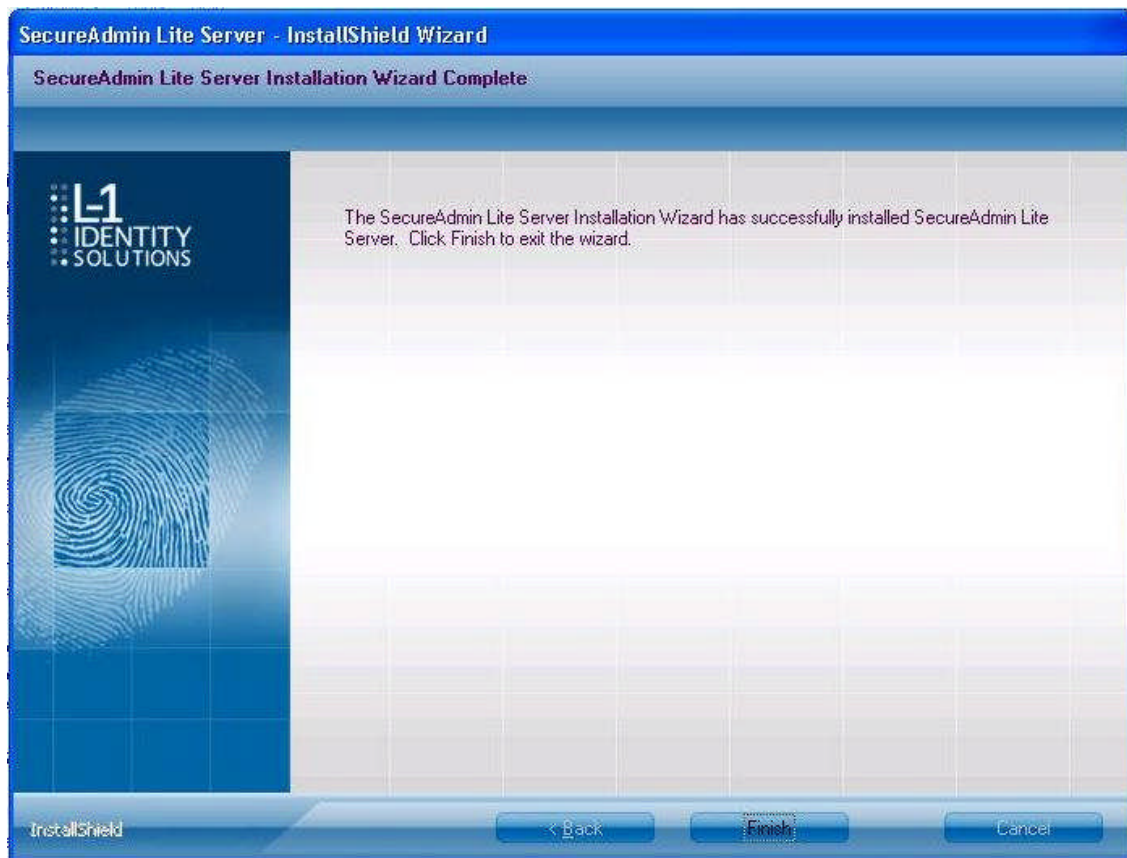 SecureAdmin Lite Server - InstallShield Wizard
SecureAdmin Lite Server Installation Wizard Complete
L-1
IDENTITY
SOLUTIONS
The SecureAdmin Lite Server Installation Wizard has successfully installed SecureAdmin Lite
Server. Click Finish to exit the wizard.
InstallShield
< Back
Finish
Cancel